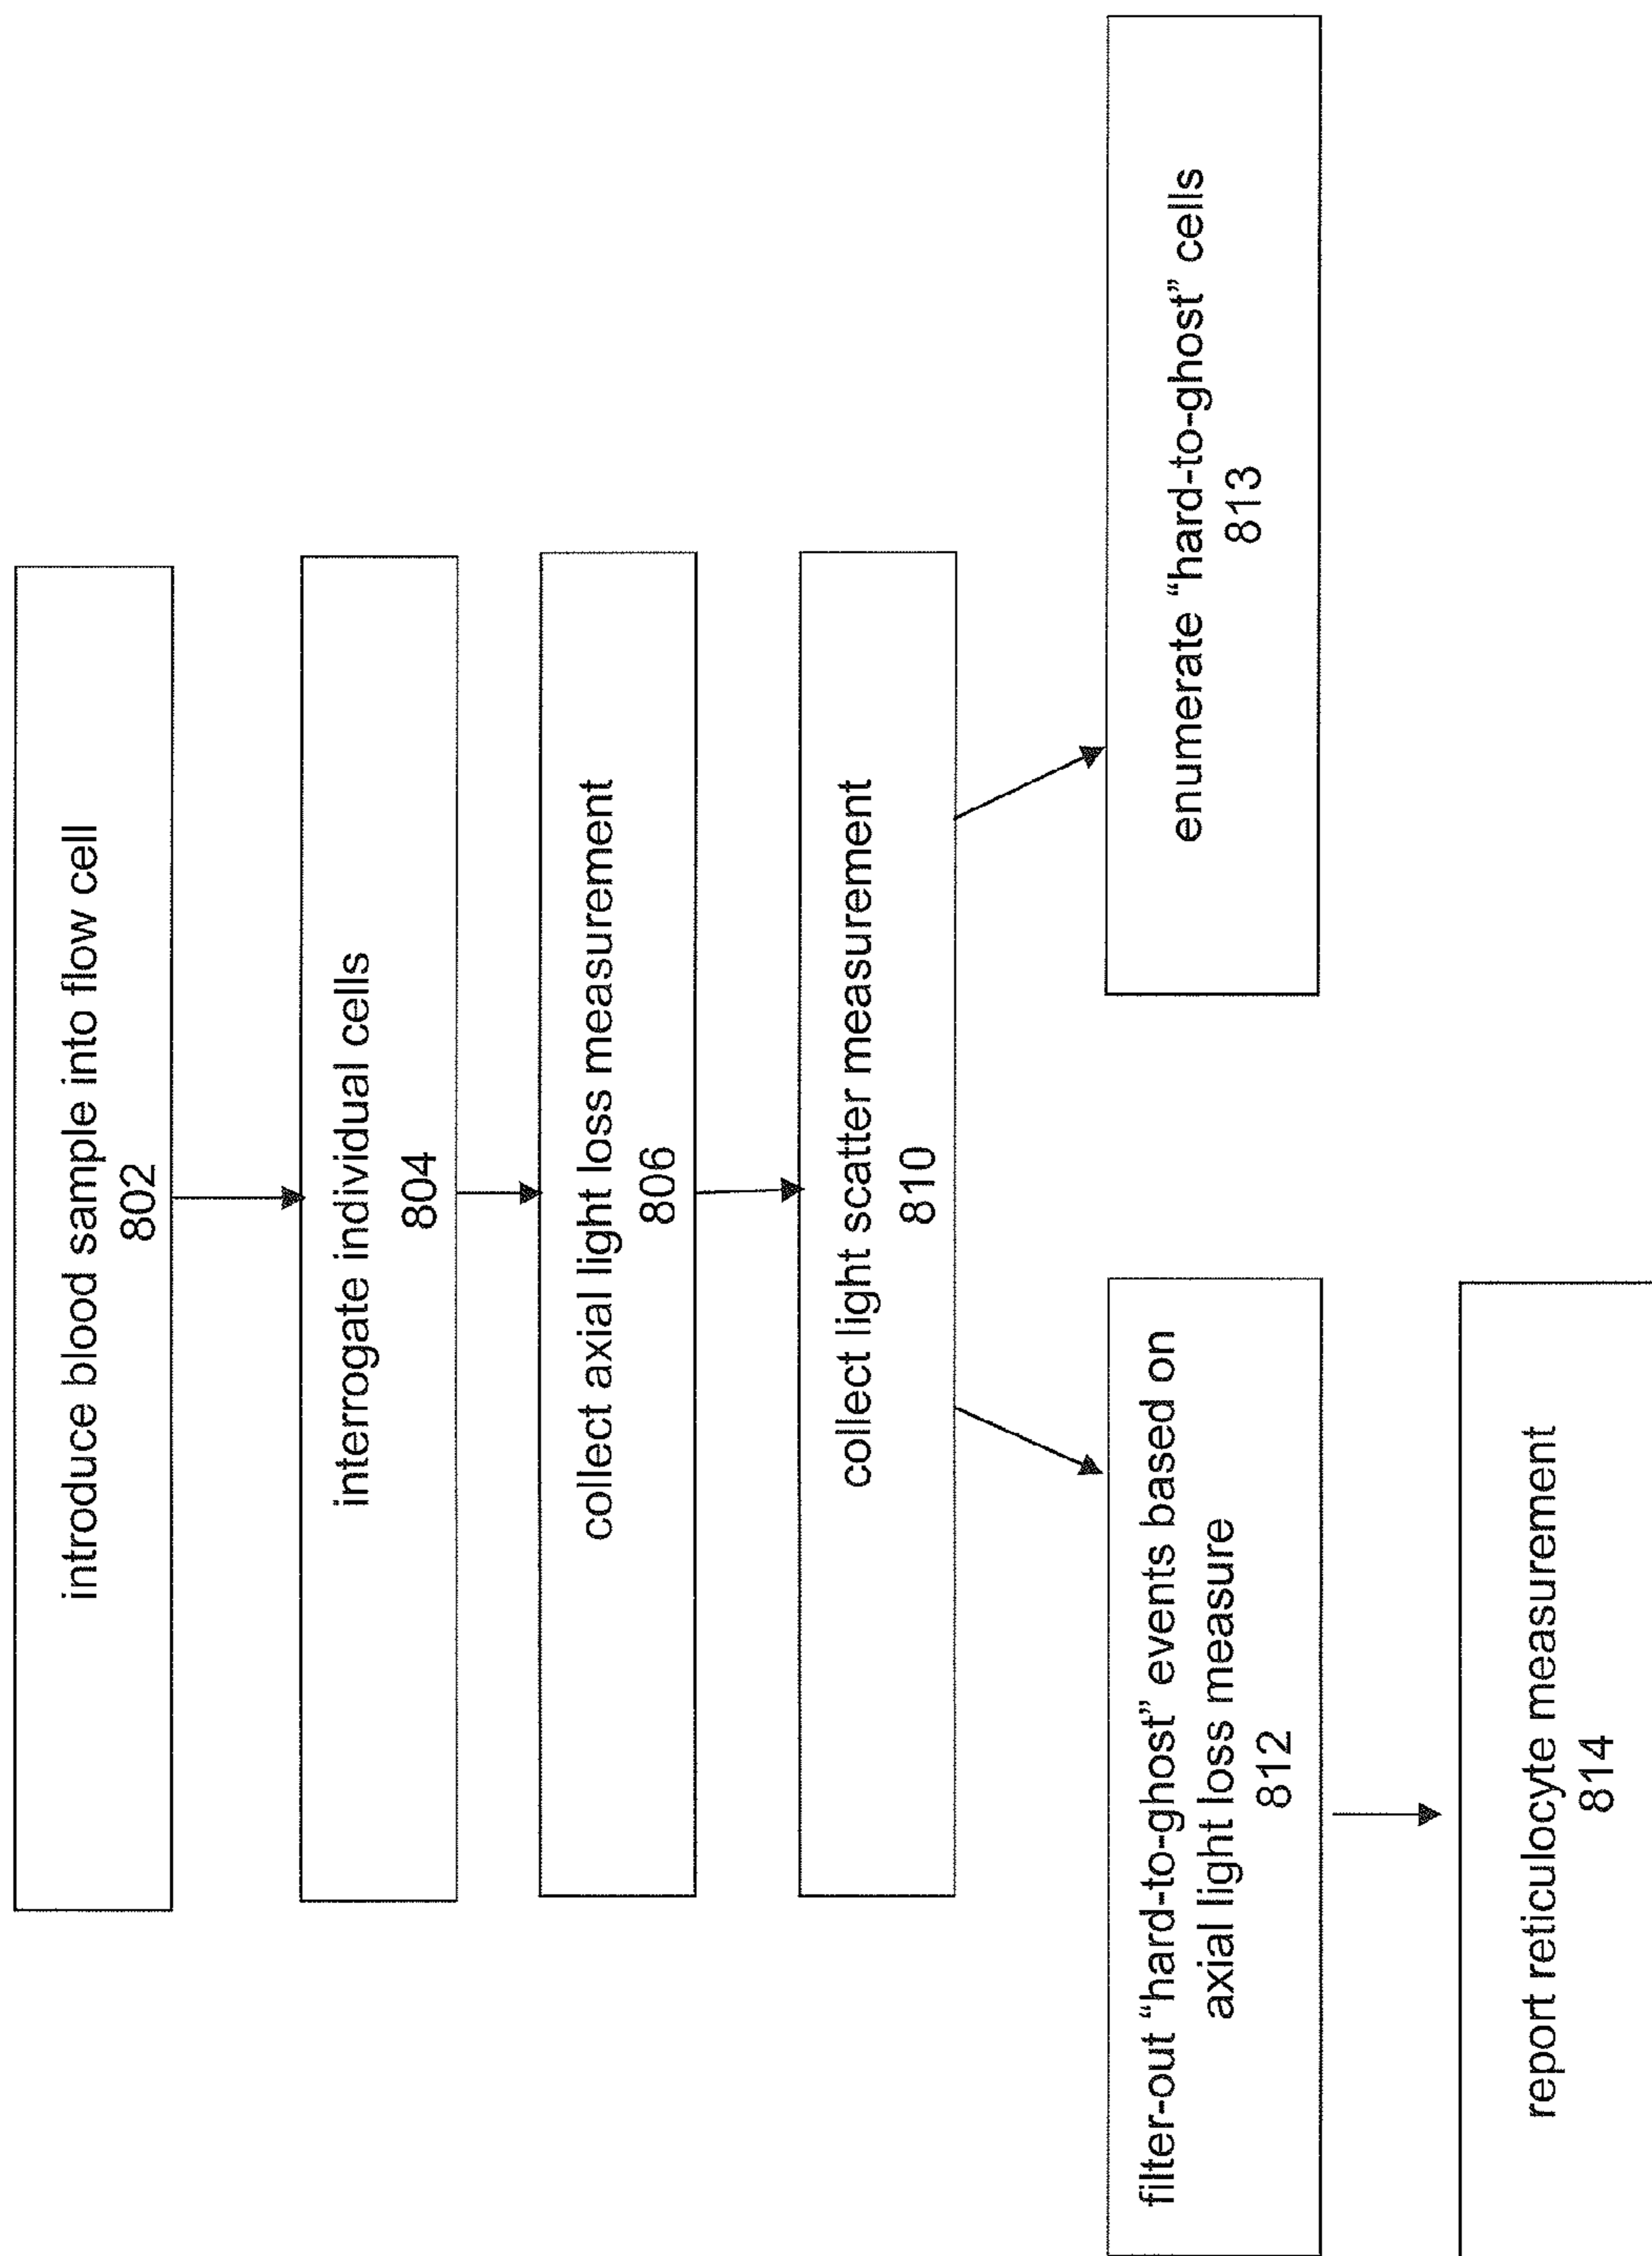 introduce blood sample into flow cell
802
interrogate individual cells
804
collect axial light loss measurement
806
collect light scatter measurement
810
filter-out “hard-to-ghost” events based on
axial light loss measure
812
enumerate “hard-to-ghost” cells
813
report reticulocyte measurement
814